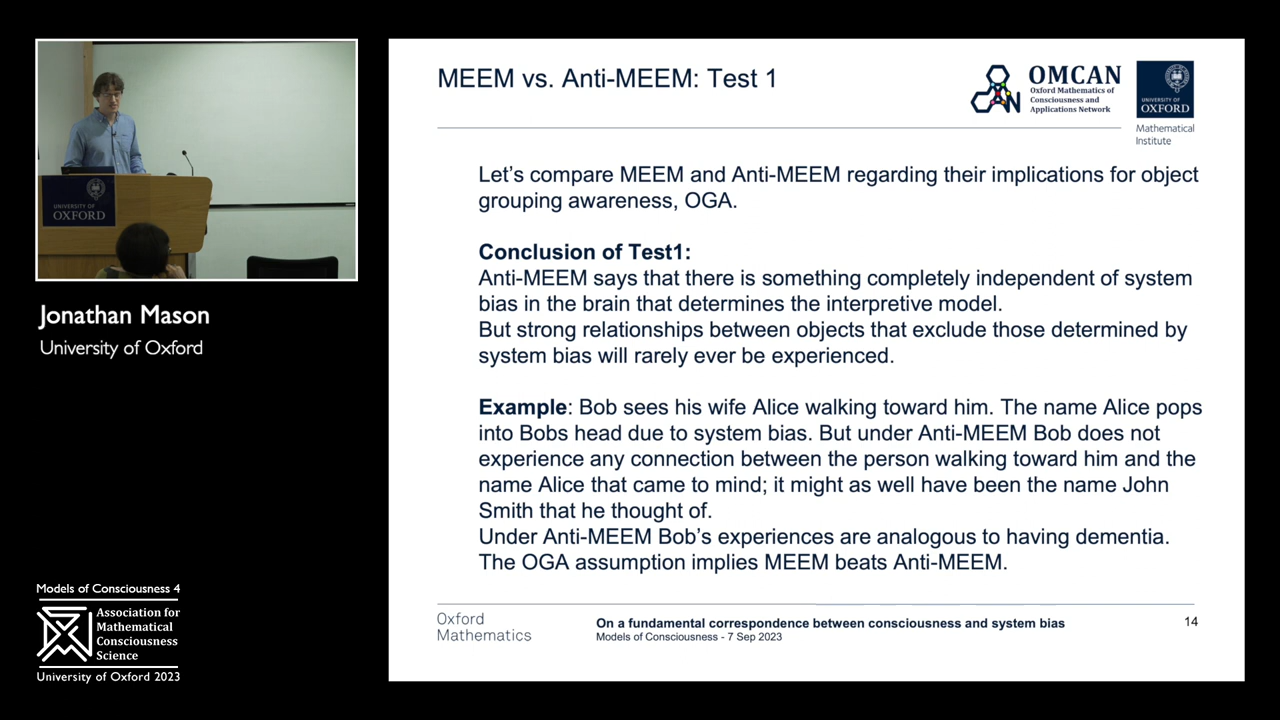 MEEM vs. Anti-MEEM: Test 1
OMCAN
Oxford Mathematics of
Consciousness and
Applications Network
UNIVERSITY OF
OXFORD
Mathematical
Institute
Let's compare MEEM and Anti-MEEM regarding their implications for object
grouping awareness, OGA.
Conclusion of Test1:
Anti-MEEM says that there is something completely independent of system
bias in the brain that determines the interpretive model.
But strong relationships between objects that exclude those determined by
system bias will rarely ever be experienced.
Example: Bob sees his wife Alice walking toward him. The name Alice pops
into Bobs head due to system bias. But under Anti-MEEM Bob does not
experience any connection between the person walking toward him and the
name Alice that came to mind; it might as well have been the name John
Smith that he thought of.
Under Anti-MEEM Bob's experiences are analogous to having dementia.
The OGA assumption implies MEEM beats Anti-MEEM.
Oxford
Mathematics
On a fundamental correspondence between consciousness and system bias
Models of Consciousness - 7 Sep 2023
14
UNIVERSITY OF
OXFORD
Jonathan Mason
University of Oxford
Models of Consciousness 4
Association for
Mathematical
Consciousness
Science
University of Oxford 2023